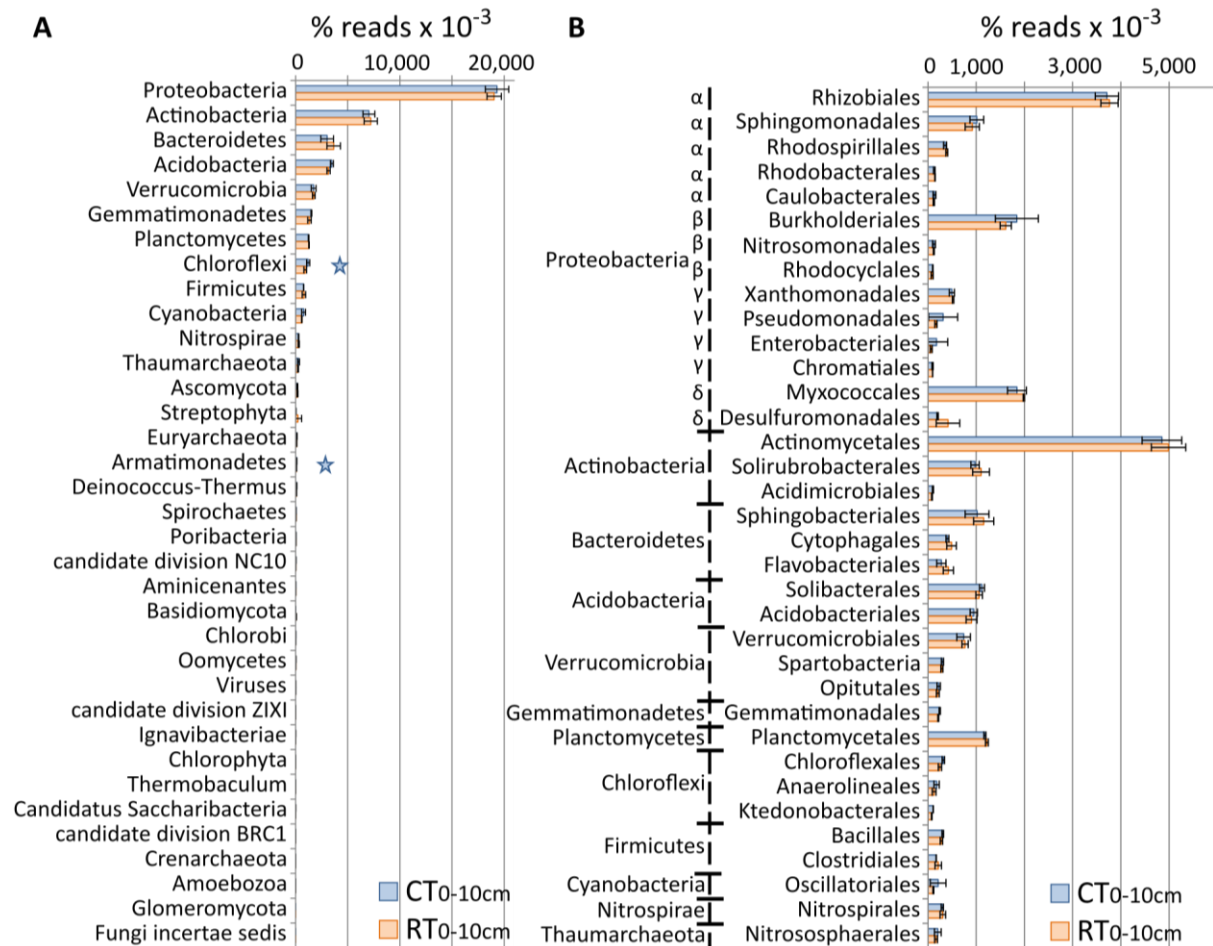 A
% reads x 10-3
0 10,000 20,000
Proteobacteria
Actinobacteria
Bacteroidetes
Acidobacteria
Verrucomicrobia
Gemmatimonadetes
Planctomycetes
Chloroflexi
Firmicutes
Cyanobacteria
Nitrospirae
Thaumarchaeota
Ascomycota
Streptophyta
Euryarchaeota
Armatimonadetes
Deinococcus-Thermus
Spirochaetes
Poribacteria
candidate division NC10
Aminicenantes
Basidiomycota
Chlorobi
Oomycetes
Viruses
candidate division ZIXI
Ignavibacteriae
Chlorophyta
Thermobaculum
Candidatus Saccharibacteria
candidate division BRC1
Crenarchaeota
Amoebozoa
Glomeromycota
Fungi incertae sedis
CT0-10cm
RT0-10cm
B
% reads x 10-3
0 1,000 3,000 5,000
Proteobacteria
α Rhizobiales
α Sphingomonadales
α Rhodospirillales
α Rhodobacterales
α Caulobacterales
β Burkholderiales
β Nitrosomonadales
β Rhodocyclales
γ Xanthomonadales
γ Pseudomonadales
γ Enterobacteriales
γ Chromatiales
δ Myxococcales
δ Desulfuromonadales
Actinobacteria
Actinomycetales
Solirubrobacterales
Acidimicrobiales
Bacteroidetes
Sphingobacteriales
Cytophagales
Flavobacteriales
Acidobacteria
Solibacterales
Acidobacteriales
Verrucomicrobia
Verrucomicrobiales
Spartobacteria
Opitutales
Gemmatimonadetes Gemmatimonadales
Planctomycetes Planctomycetales
Chloroflexi
Chloroflexales
Anaerolineales
Ktedonobacterales
Firmicutes
Bacillales
Clostridiales
Cyanobacteria Oscillatoriales
Nitrospirae Nitrospirales
Thaumarchaeota Nitrososphaerales
CT0-10cm
RT0-10cm